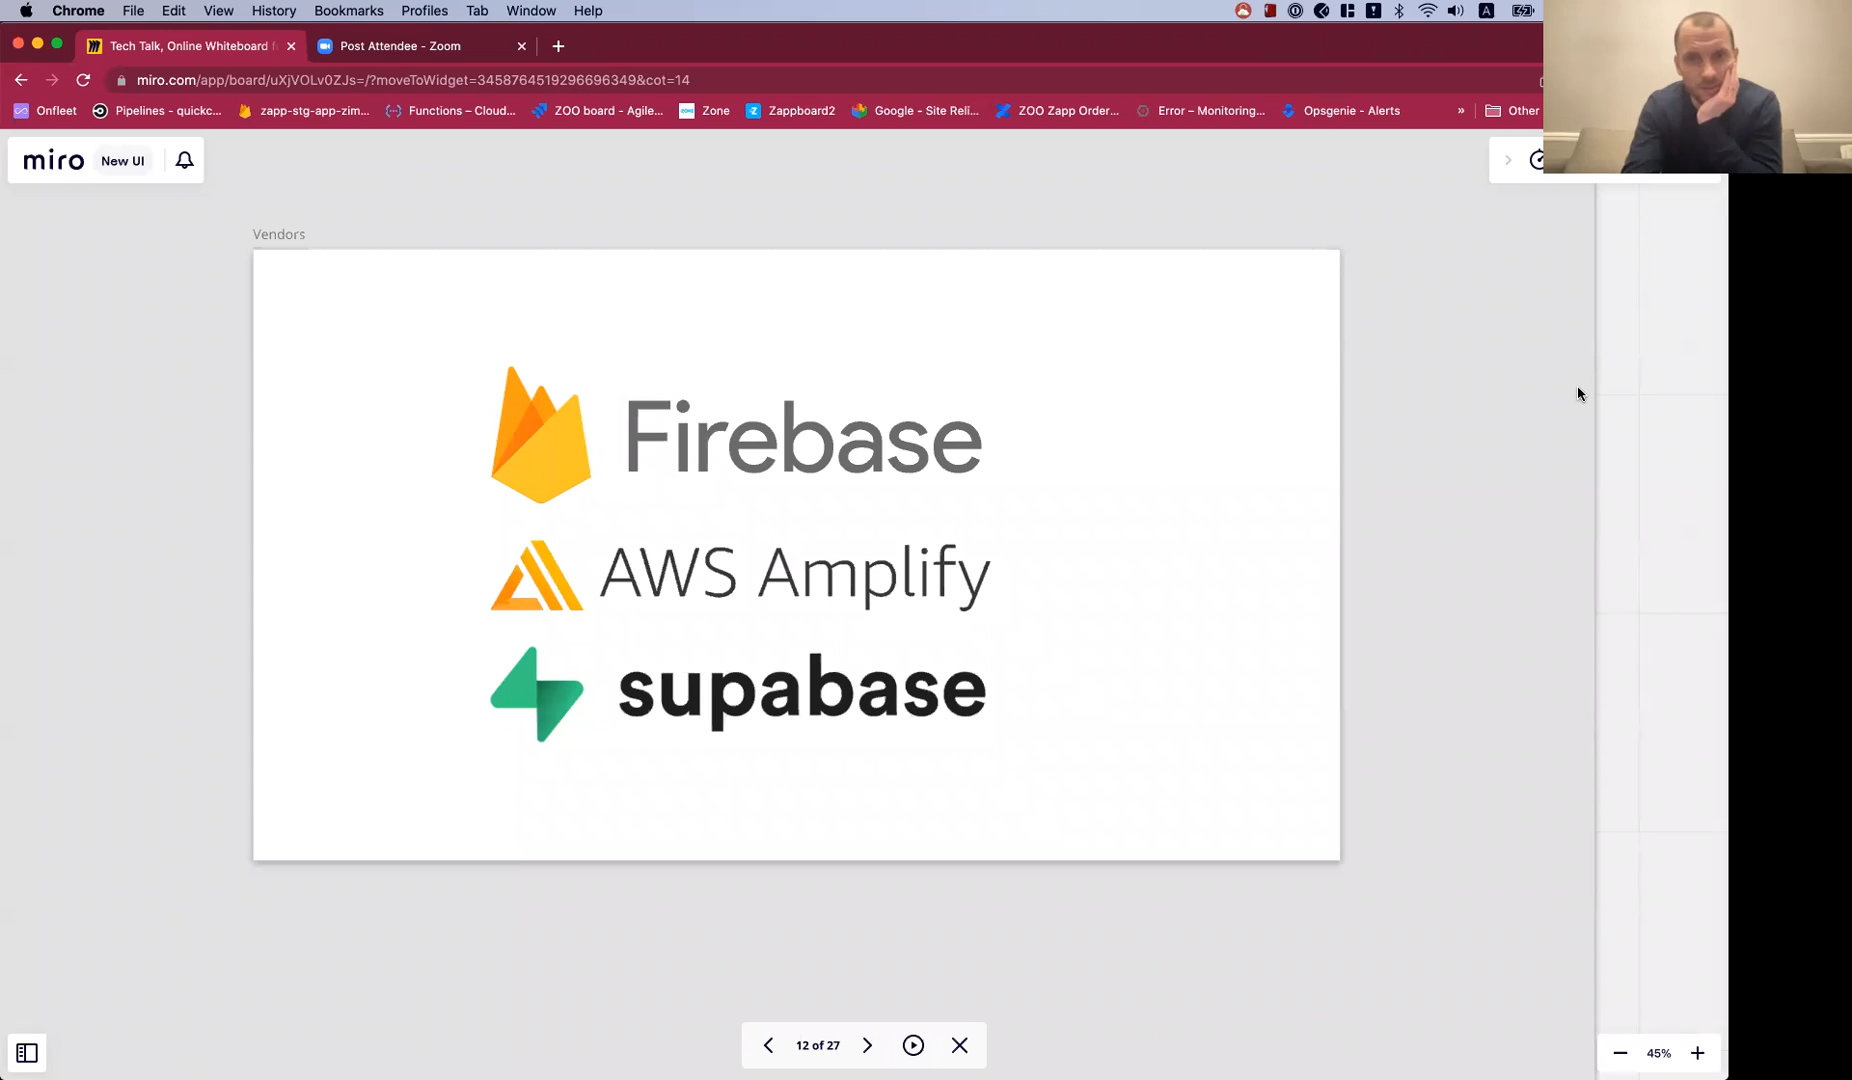 Chrome File Edit View History Bookmarks Profiles Tab Window Help
Tech Talk, Online Whiteboard f
Post Attendee - Zoom
miro.com/app/board/uXjVOLv0ZJs=/?moveToWidget=3458764519296696349&cot=14
Onfleet Pipelines - quickc... zapp-stg-app-zim... Functions – Cloud... ZOO board - Agile... Zone Zappboard2 Google - Site Reli... ZOO Zapp Order... Error – Monitoring... Opsgenie - Alerts » Other
miro New UI
Vendors
Firebase
AWS Amplify
supabase
12 of 27
45%